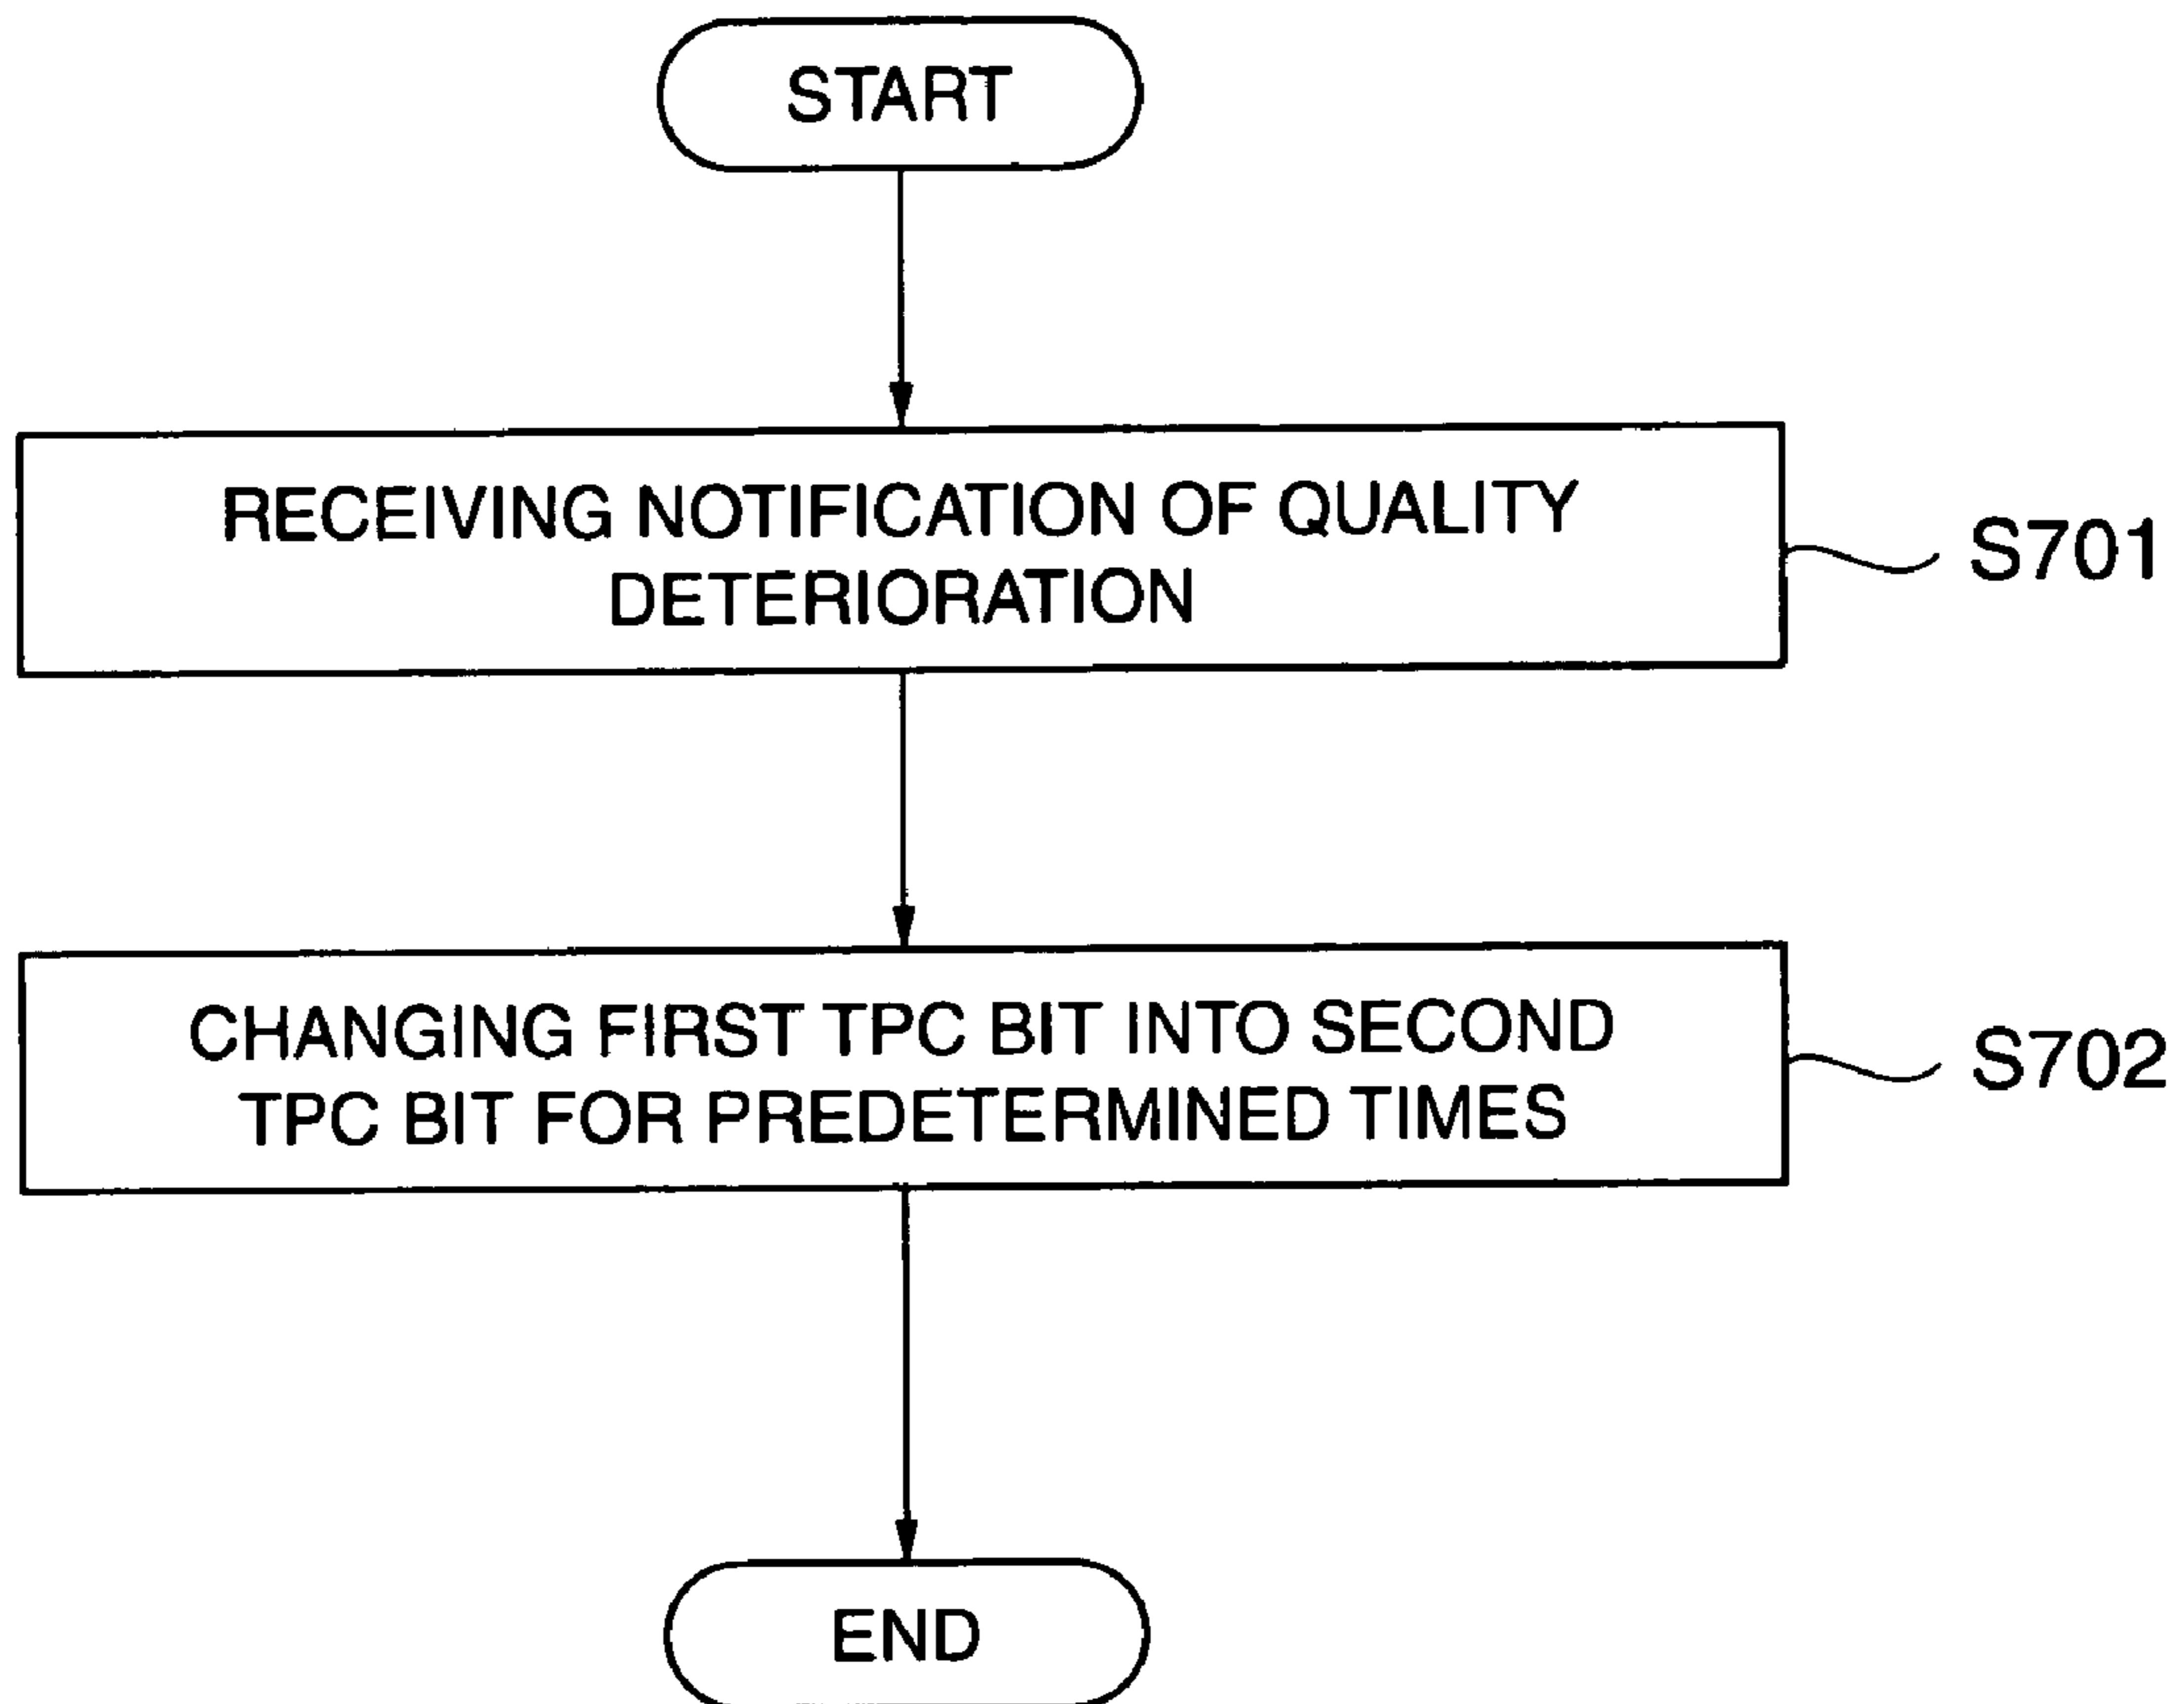 START
RECEIVING NOTIFICATION OF QUALITY
DETERIORATION
S701
CHANGING FIRST TPC BIT INTO SECOND
TPC BIT FOR PREDETERMINED TIMES
S702
END